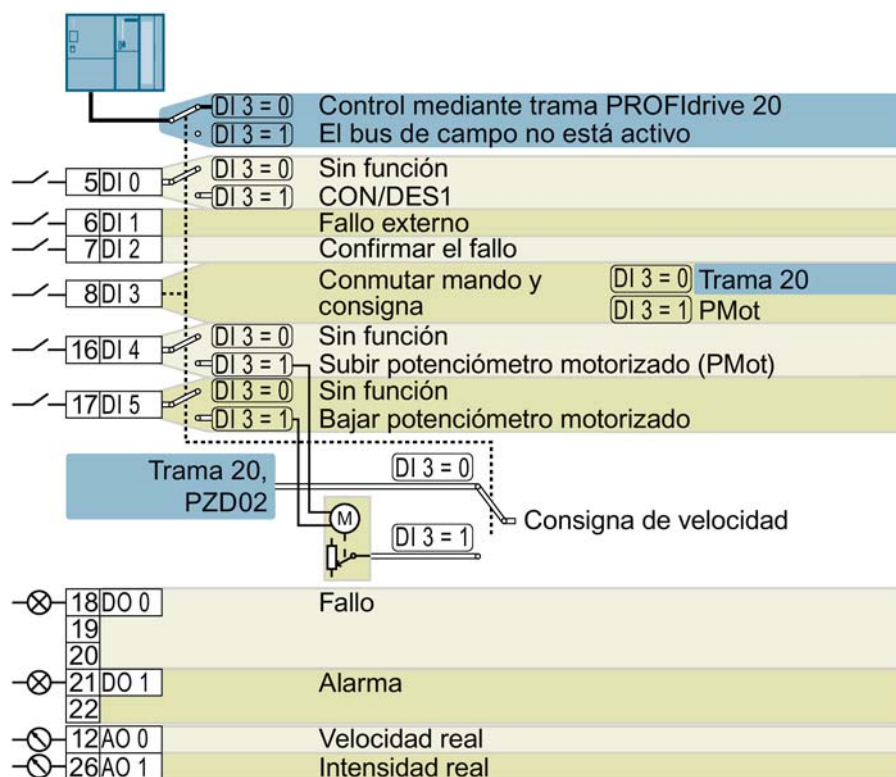 DI 3 = 0 Control mediante trama PROFIdrive 20
DI 3 = 1 El bus de campo no está activo
5 DI 0 DI 3 = 0 Sin función
DI 3 = 1 CON/DES1
6 DI 1 Fallo externo
7 DI 2 Confirmar el fallo
8 DI 3 Conmutar mando y consigna DI 3 = 0 Trama 20
DI 3 = 1 PMot
16 DI 4 DI 3 = 0 Sin función
DI 3 = 1 Subir potenciómetro motorizado (PMot)
17 DI 5 DI 3 = 0 Sin función
DI 3 = 1 Bajar potenciómetro motorizado
Trama 20, DI 3 = 0
PZD02
M
Consigna de velocidad
DI 3 = 1
18 DO 0 Fallo
19
20
21 DO 1 Alarma
22
12 AO 0 Velocidad real
26 AO 1 Intensidad real